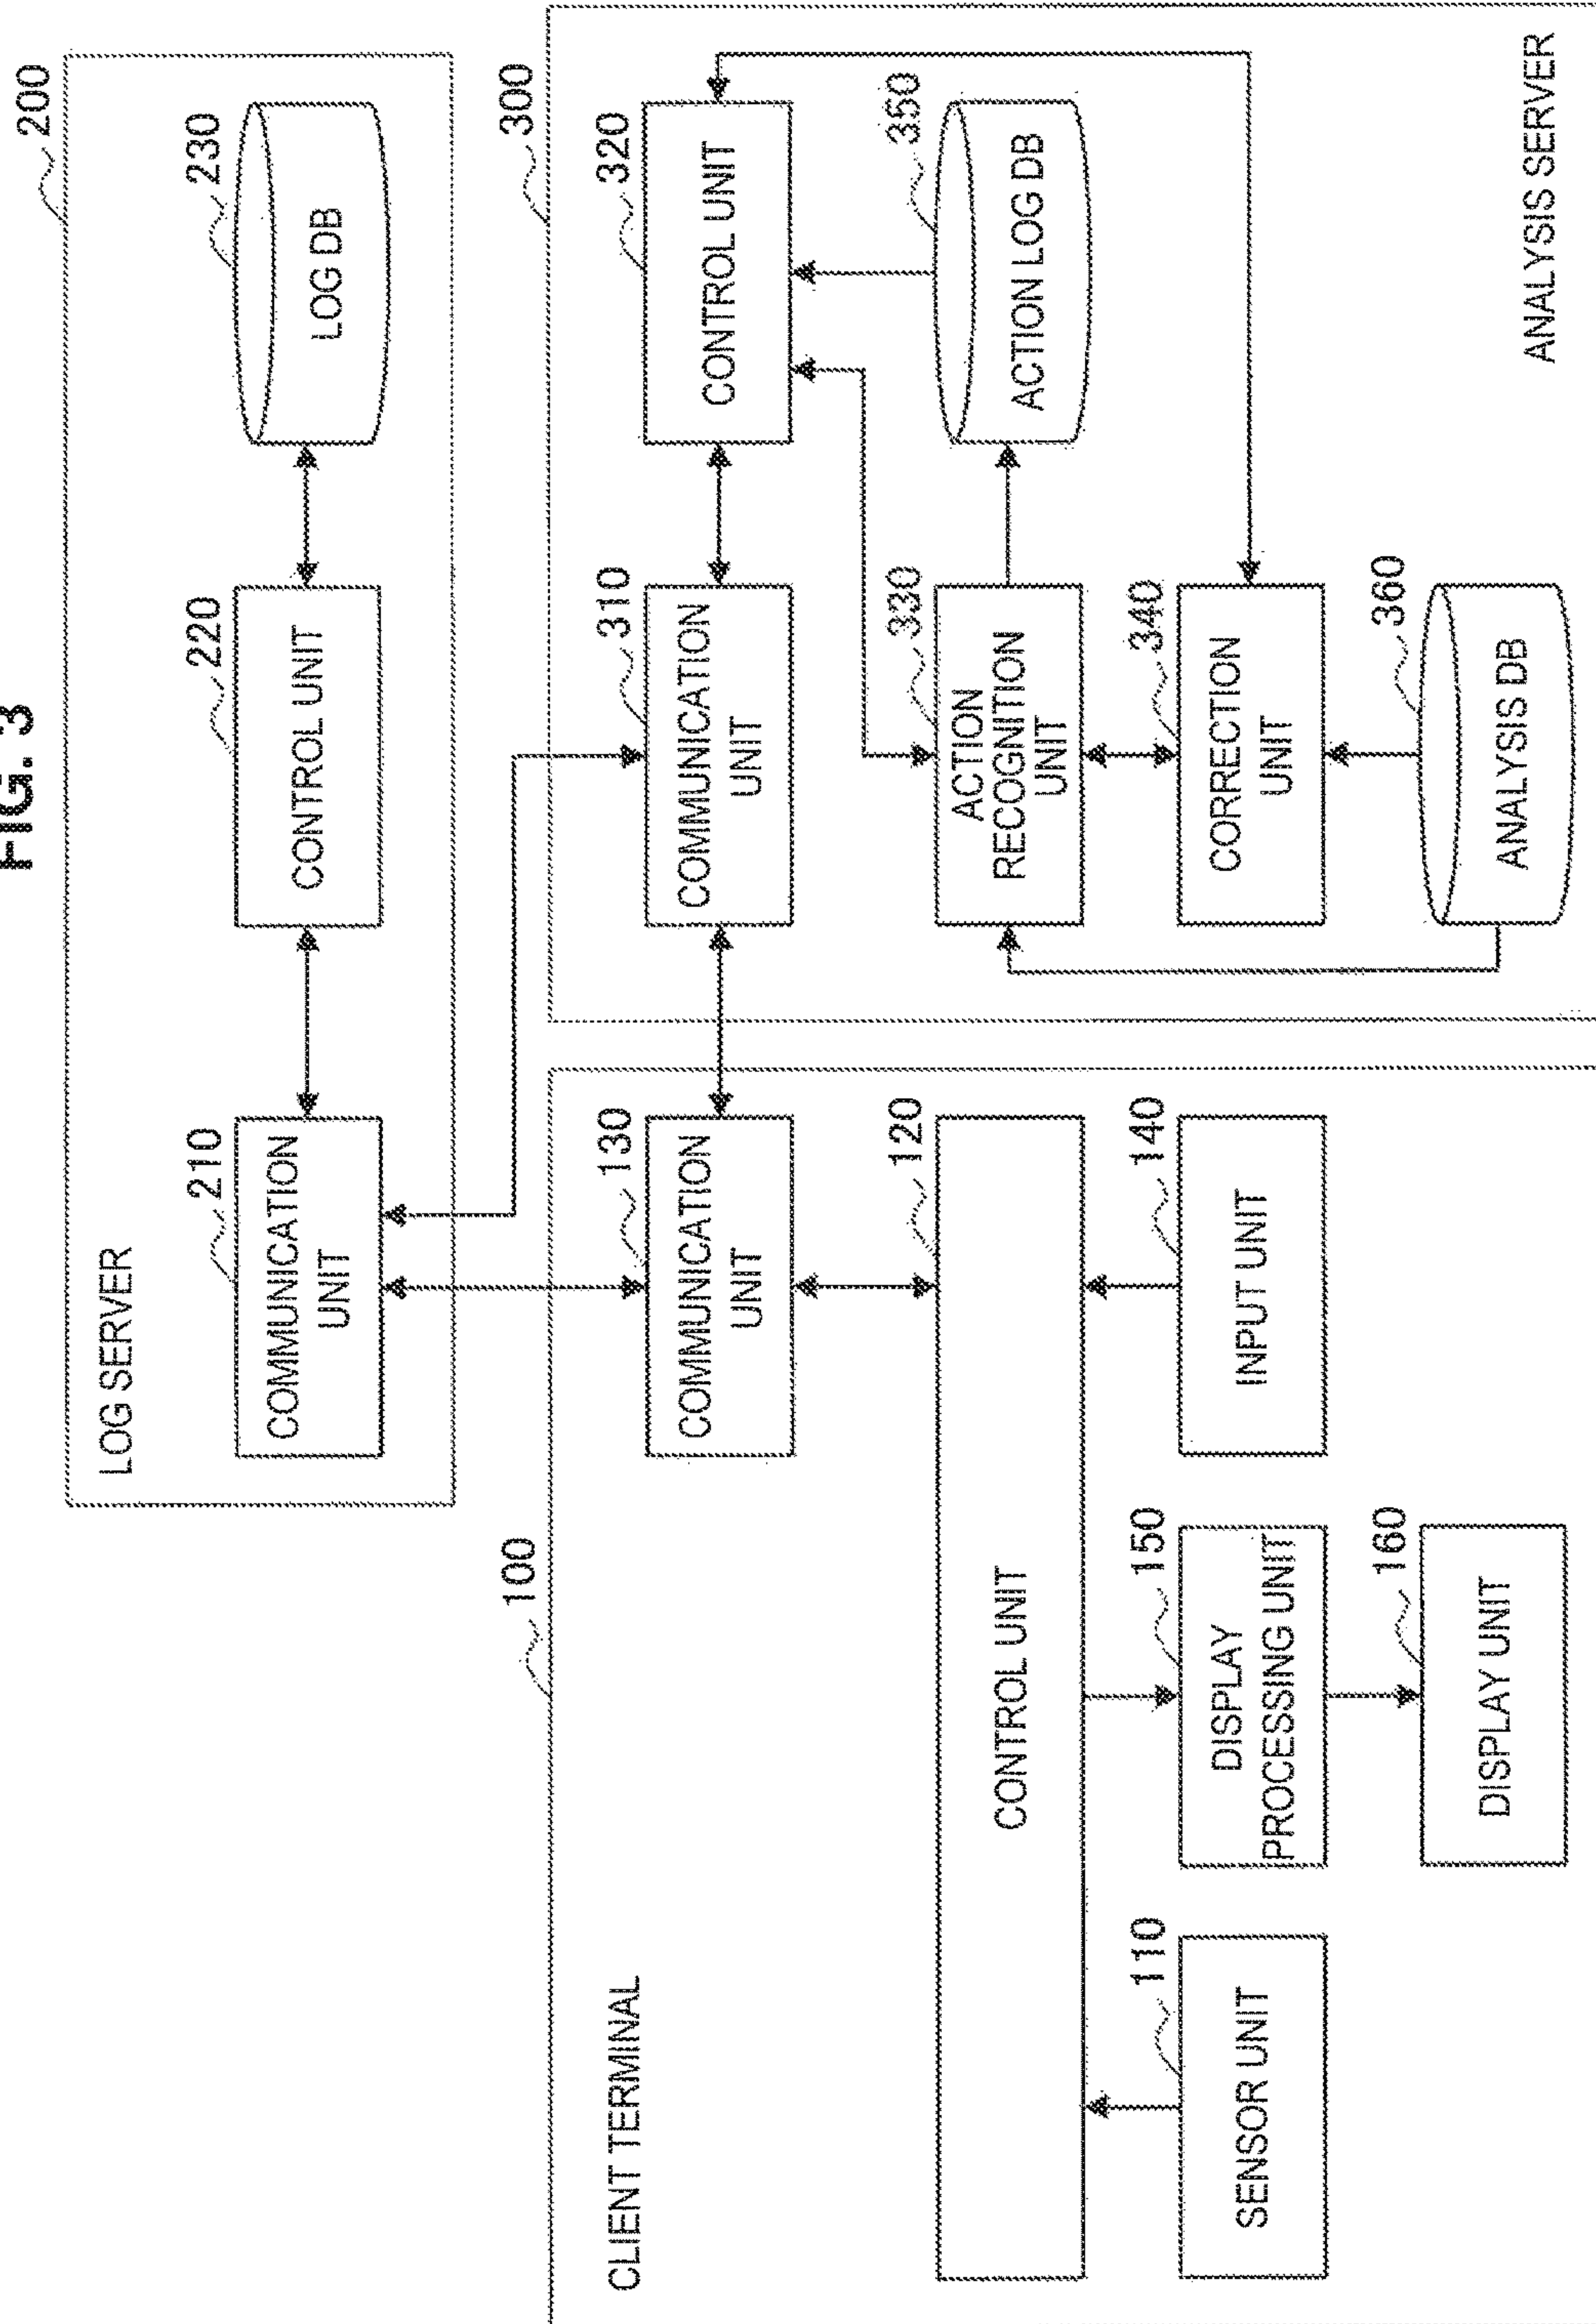 FIG. 3
200
LOG SERVER
210
COMMUNICATION
UNIT
220
CONTROL UNIT
230
LOG DB
100
CLIENT TERMINAL
130
COMMUNICATION
UNIT
120
CONTROL UNIT
110
SENSOR UNIT
150
DISPLAY
PROCESSING UNIT
140
INPUT UNIT
160
DISPLAY UNIT
300
310
COMMUNICATION
UNIT
320
CONTROL UNIT
330
ACTION
RECOGNITION
UNIT
350
ACTION LOG DB
340
CORRECTION
UNIT
360
ANALYSIS DB
ANALYSIS SERVER